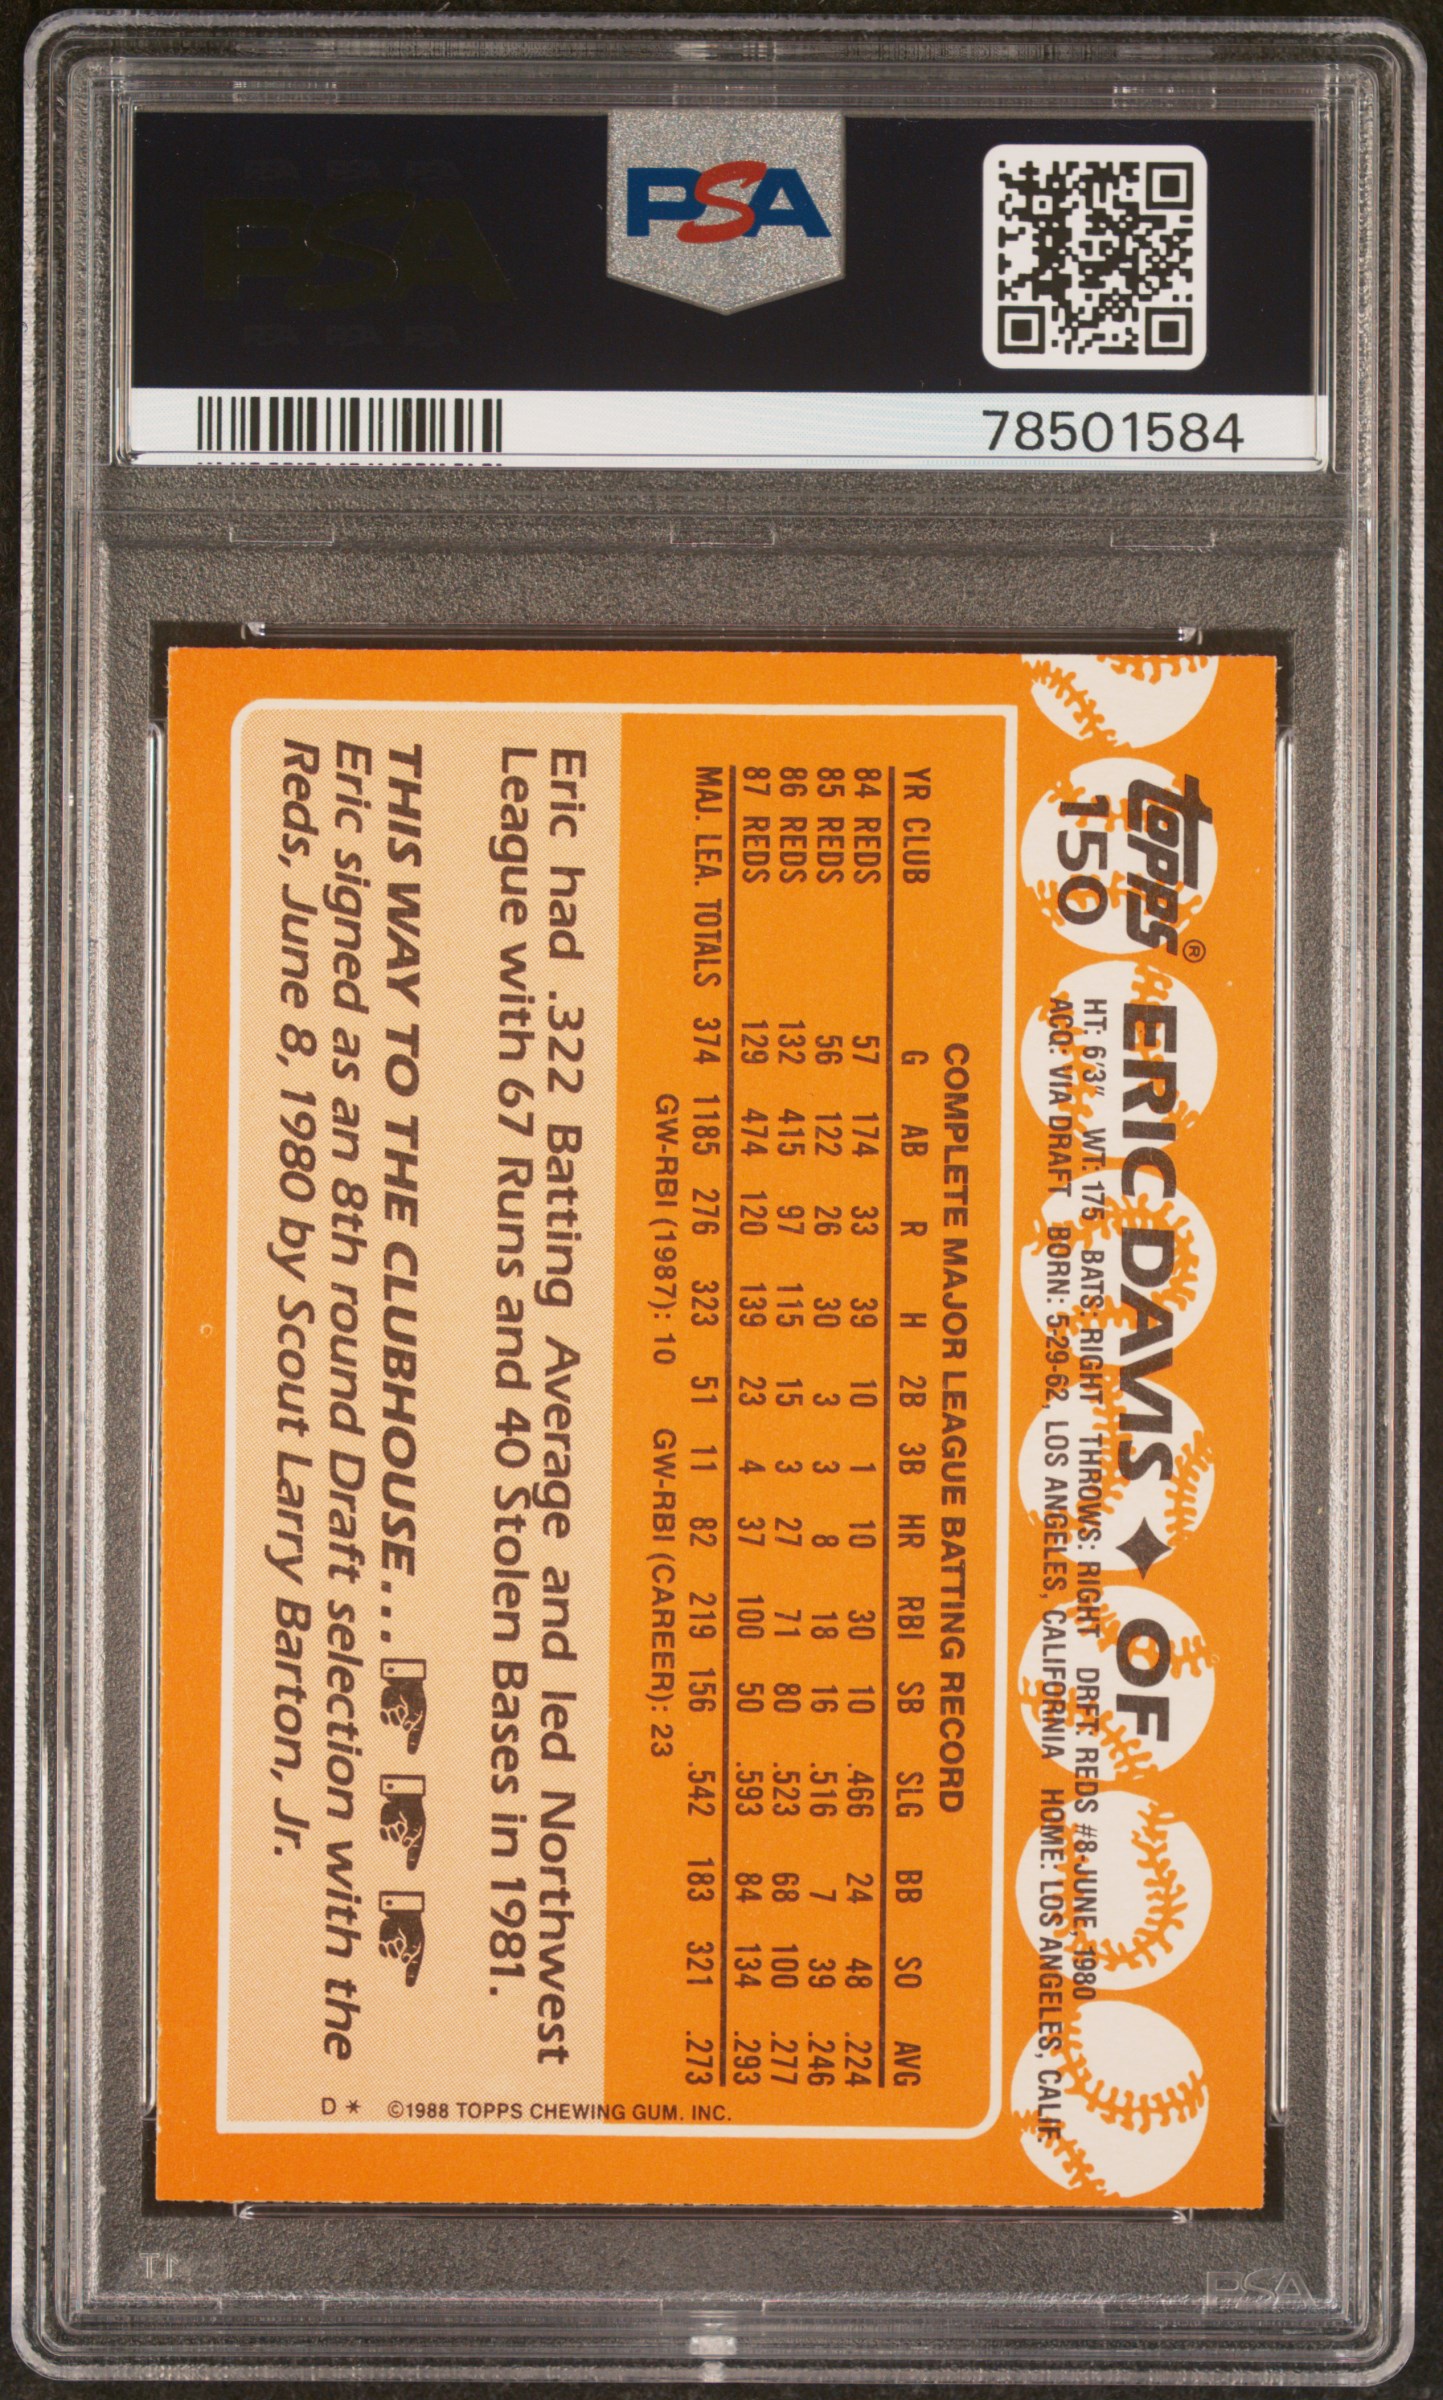 PSA
78501584
topps®
150
ERIC DAVIS ✦ OF
HT: 6'3" WT: 175 BATS: RIGHT THROWS: RIGHT DRFT: REDS #8-JUNE, 1980
ACQ: VIA DRAFT BORN: 5-29-62, LOS ANGELES, CALIFORNIA HOME: LOS ANGELES, CALIF.
COMPLETE MAJOR LEAGUE BATTING RECORD
YR CLUB G AB R H 2B 3B HR RBI SB SLG BB SO AVG
84 REDS 57 174 33 39 10 1 10 30 10 .466 24 48 .224
85 REDS 56 122 26 30 3 3 8 18 16 .516 7 39 .246
86 REDS 132 415 97 115 15 3 27 71 80 .523 68 100 .277
87 REDS 129 474 120 139 23 4 37 100 50 .593 84 134 .293
MAJ. LEA. TOTALS 374 1185 276 323 51 11 82 219 156 .542 183 321 .273
GW-RBI (1987): 10 GW-RBI (CAREER): 23
Eric had .322 Batting Average and led Northwest
League with 67 Runs and 40 Stolen Bases in 1981.
THIS WAY TO THE CLUBHOUSE...
Eric signed as an 8th round Draft selection with the
Reds, June 8, 1980 by Scout Larry Barton, Jr.
D * ©1988 TOPPS CHEWING GUM. INC.
PSA